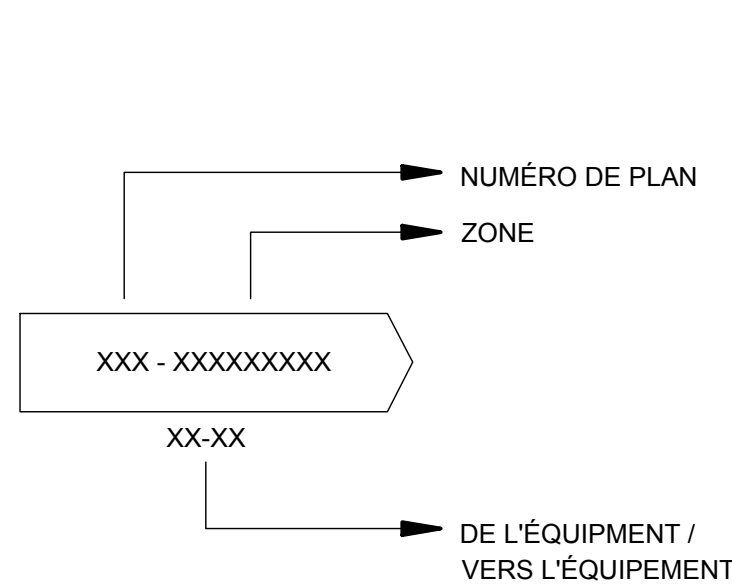 NUMÉRO DE PLAN
ZONE
XXX - XXXXXXXXX
XX-XX
DE L'ÉQUIPMENT /
VERS L'ÉQUIPEMENT